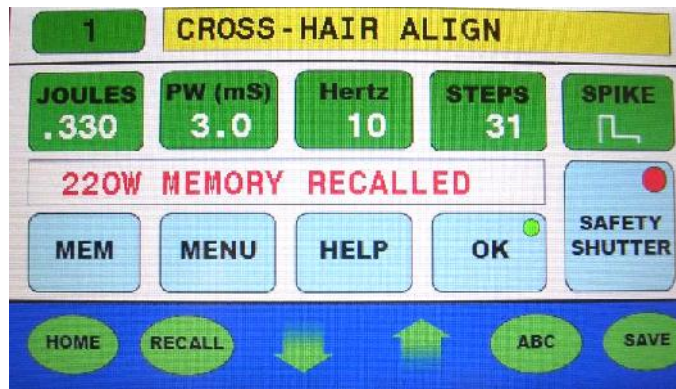 1 CROSS-HAIR ALIGN
JOULES PW (mS) Hertz STEPS SPIKE
.330 3.0 10 31
220W MEMORY RECALLED
SAFETY
SHUTTER
MEM MENU HELP OK
HOME RECALL ABC SAVE